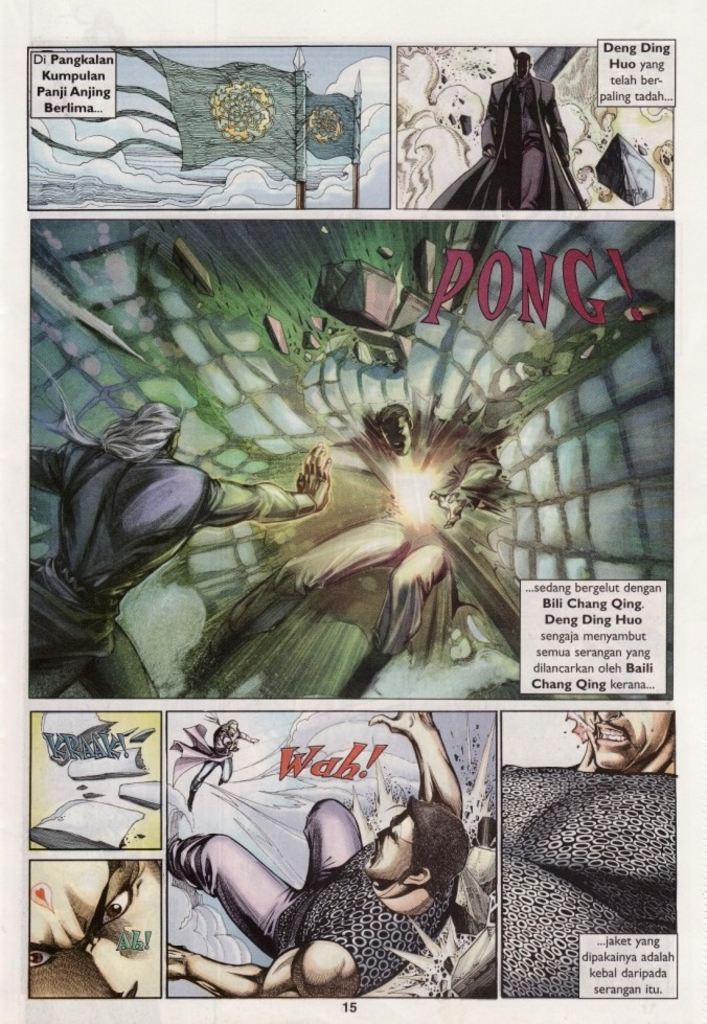 Di Pangkalan
Kumpulan
Panji Anjing
Berlima...
Deng Ding
Huo yang
telah ber-
paling tadah...
PONG!
...sedang bergelut dengan
Bili Chang Qing.
Deng Ding Huo
sengaja menyambut
semua serangan yang
dilancarkan oleh Baili
Chang Qing kerana...
KRAAK!
Wah!
Ah!
...jaket yang
dipakainya adalah
kebal daripada
serangan itu.
15